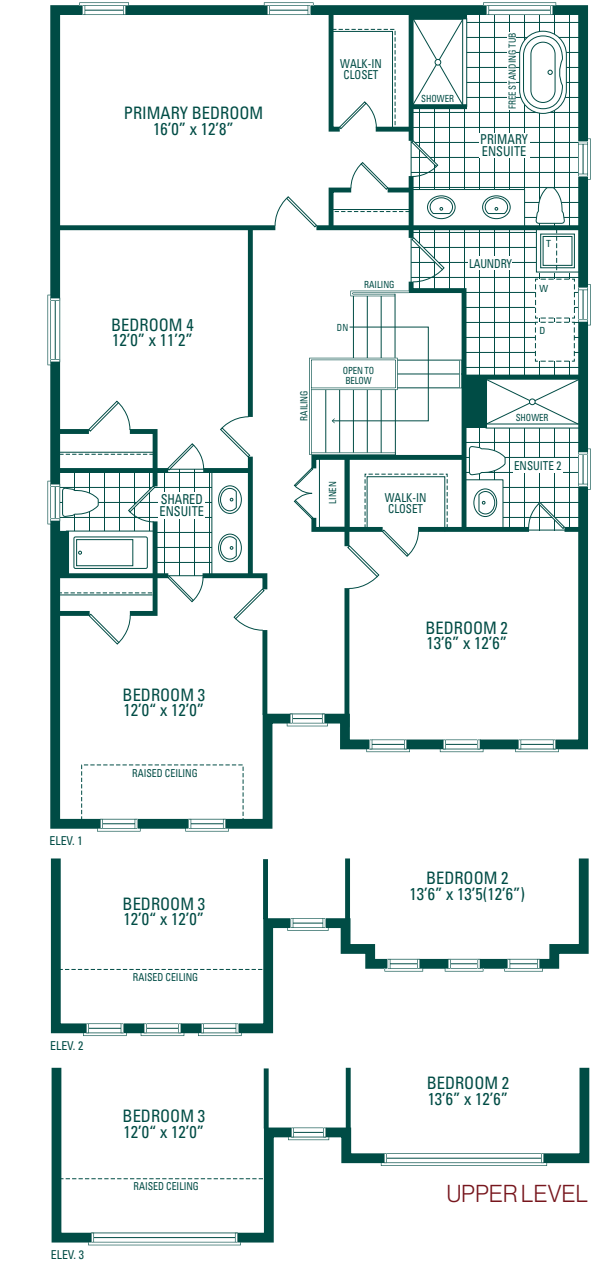 WALK-IN
CLOSET
SHOWER
FREE STANDING TUB
PRIMARY BEDROOM
16'0" x 12'8"
PRIMARY
ENSUITE
LAUNDRY
T
W
D
RAILING
DN
OPEN TO
BELOW
RAILING
BEDROOM 4
12'0" x 11'2"
SHOWER
ENSUITE 2
SHARED
ENSUITE
LINEN
WALK-IN
CLOSET
BEDROOM 2
13'6" x 12'6"
BEDROOM 3
12'0" x 12'0"
RAISED CEILING
ELEV. 1
BEDROOM 3
12'0" x 12'0"
RAISED CEILING
BEDROOM 2
13'6" x 13'5(12'6")
ELEV. 2
BEDROOM 3
12'0" x 12'0"
RAISED CEILING
BEDROOM 2
13'6" x 12'6"
UPPER LEVEL
ELEV. 3